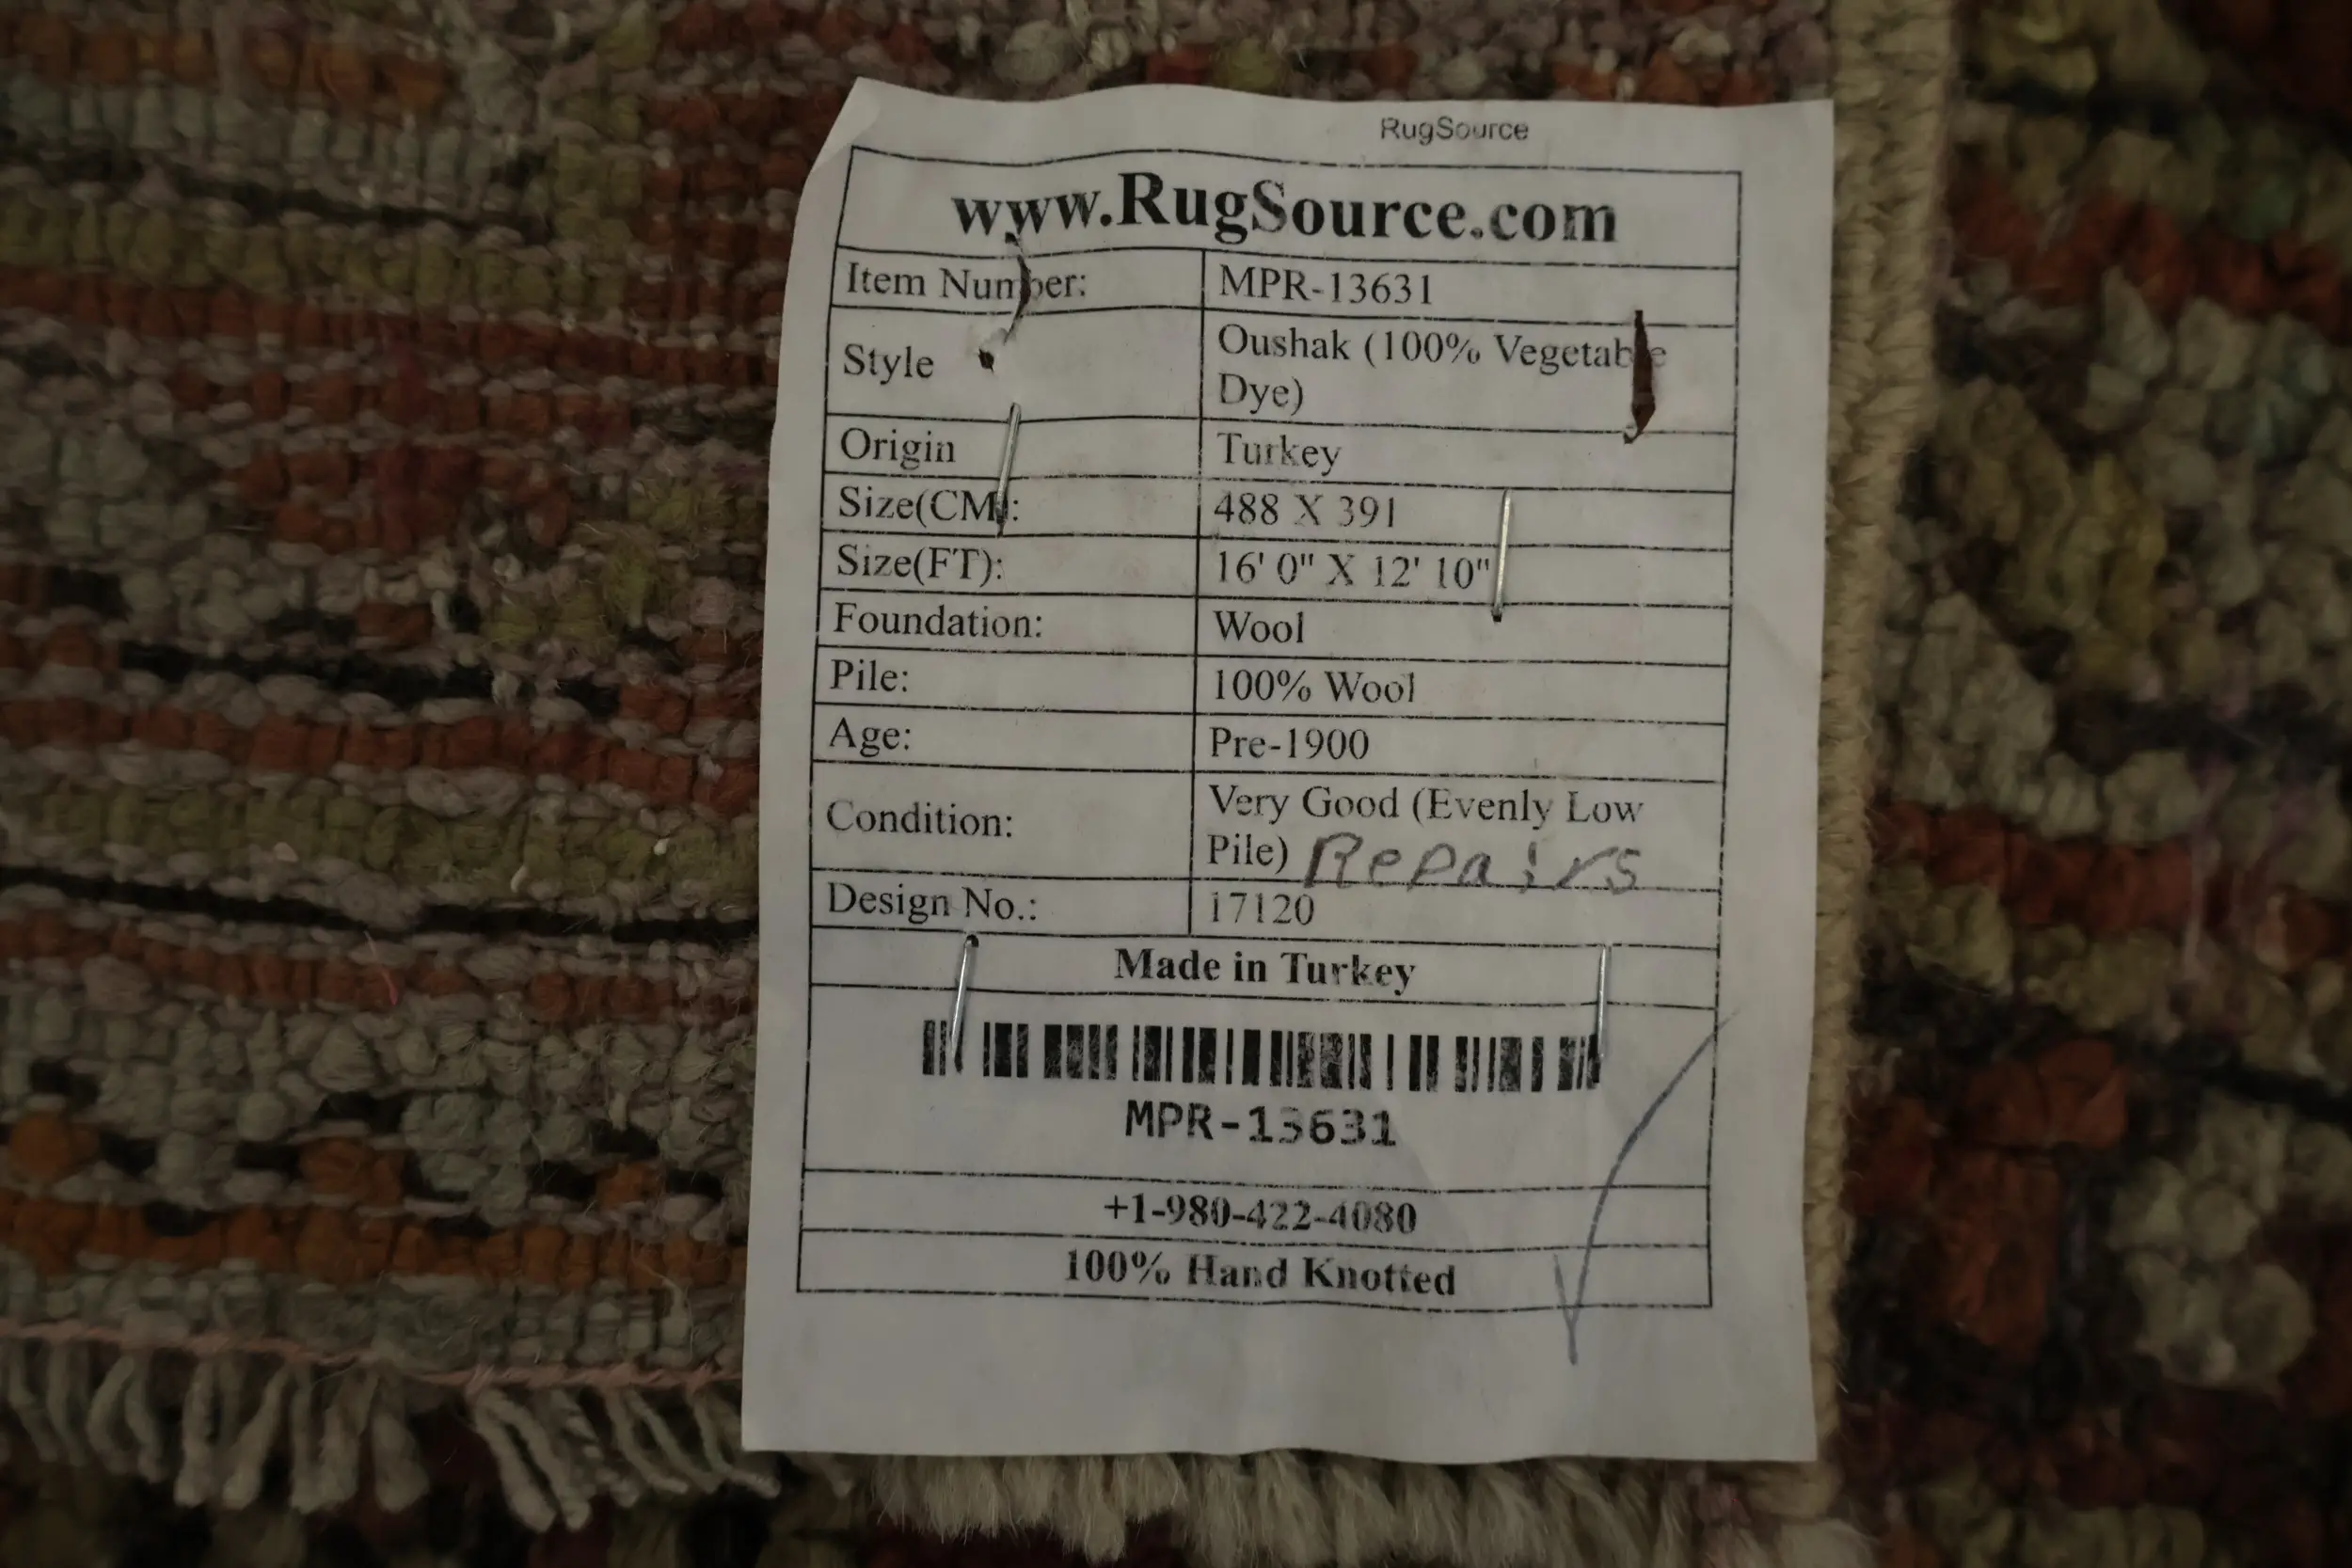 RugSource
www.RugSource.com
Item Number: MPR-13631
Style Oushak (100% Vegetable
Dye)
Origin Turkey
Size(CM): 488 X 391
Size(FT): 16' 0" X 12' 10"
Foundation: Wool
Pile: 100% Wool
Age: Pre-1900
Condition: Very Good (Evenly Low
Pile) Repairs
Design No.: 17120
Made in Turkey
MPR-13631
+1-980-422-4080
100% Hand Knotted